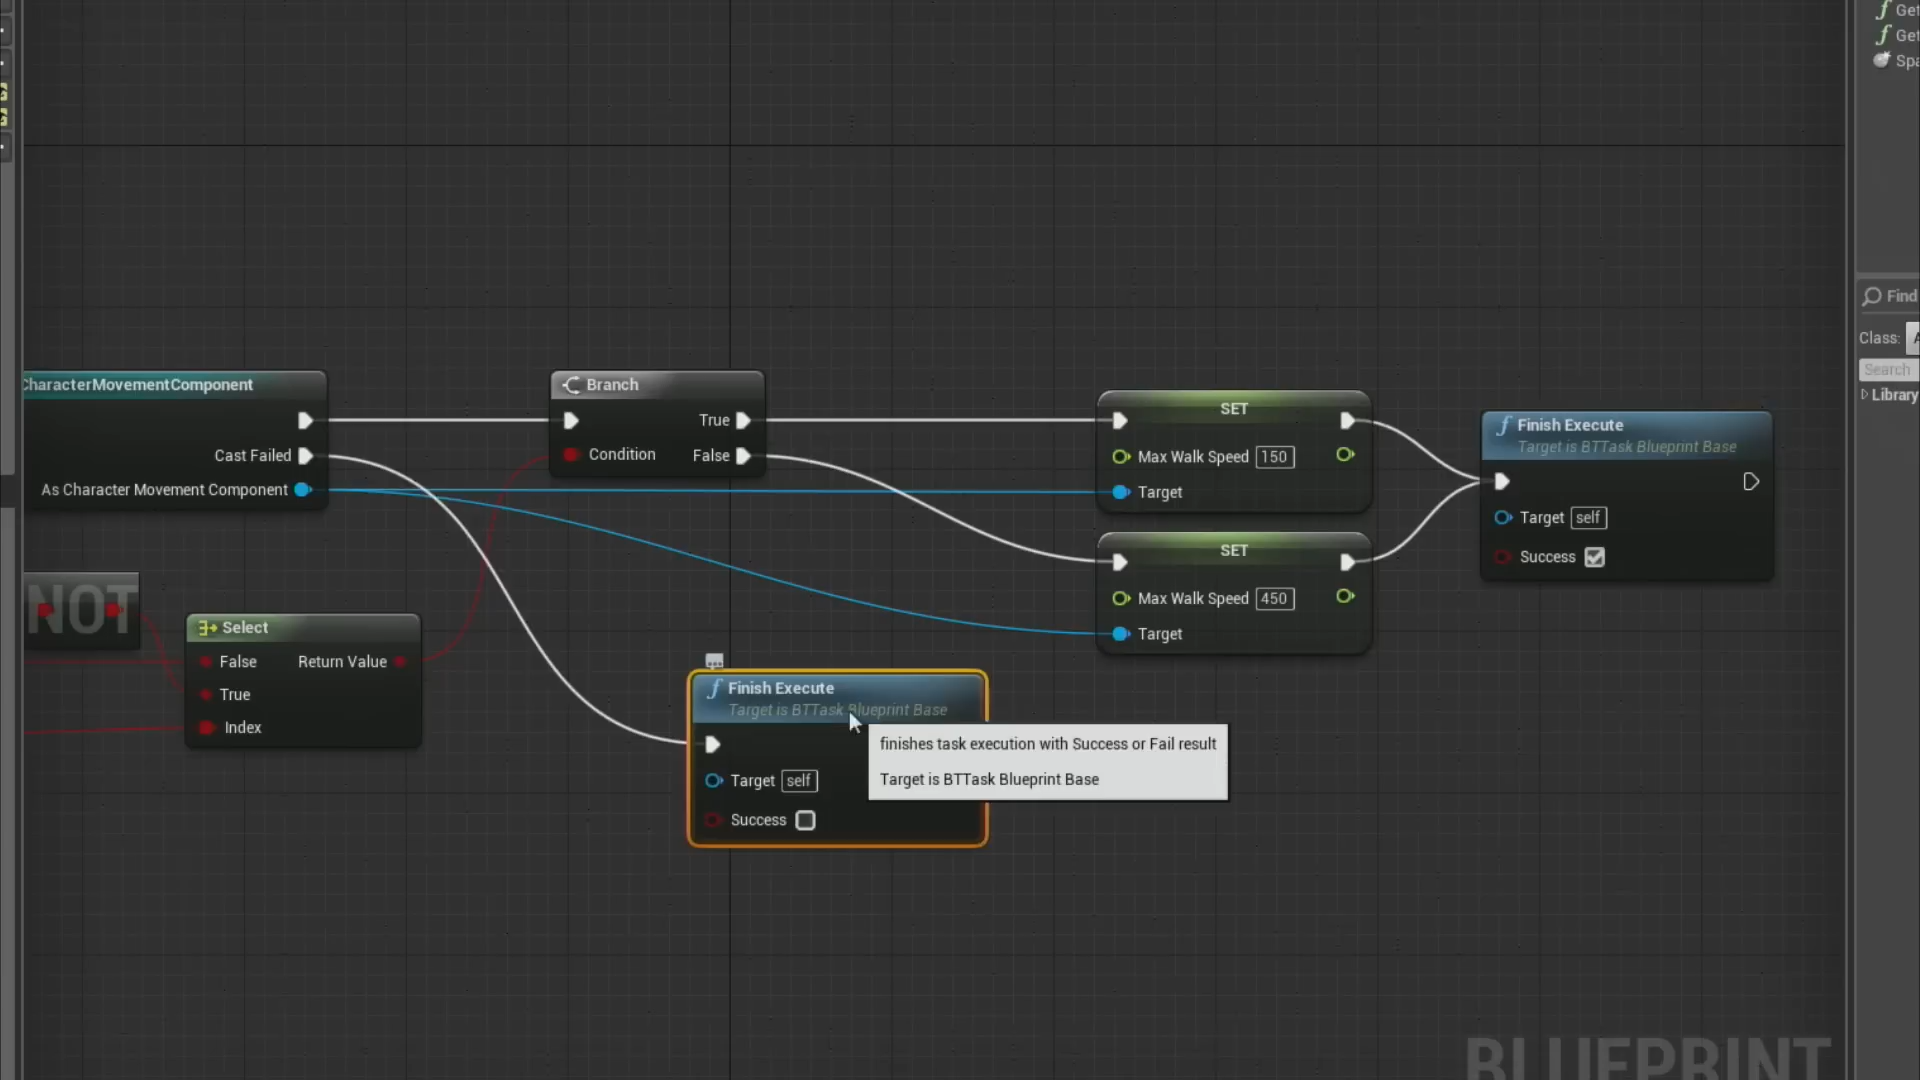 Get
Get
Spa
Find
Class:
Search
Library
CharacterMovementComponent
Cast Failed
As Character Movement Component
Branch
True
Condition
False
SET
Max Walk Speed 150
Target
SET
Max Walk Speed 450
Target
Finish Execute
Target is BTTask Blueprint Base
Target self
Success
NOT
Select
False Return Value
True
Index
Finish Execute
Target is BTTask Blueprint Base
Target self
Success
finishes task execution with Success or Fail result
Target is BTTask Blueprint Base
BLUEPRINT